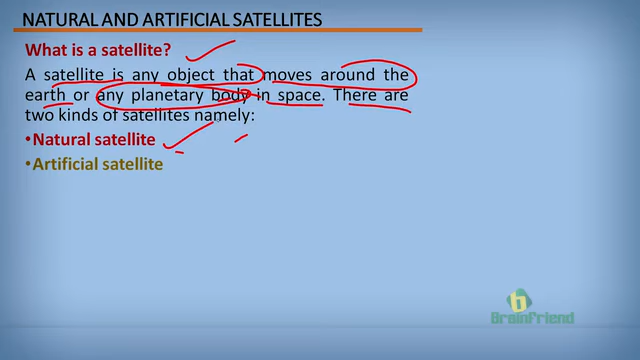 NATURAL AND ARTIFICIAL SATELLITES
What is a satellite?
A satellite is any object that moves around the
earth or any planetary body in space. There are
two kinds of satellites namely:
•Natural satellite
•Artificial satellite
b
BrainFriend